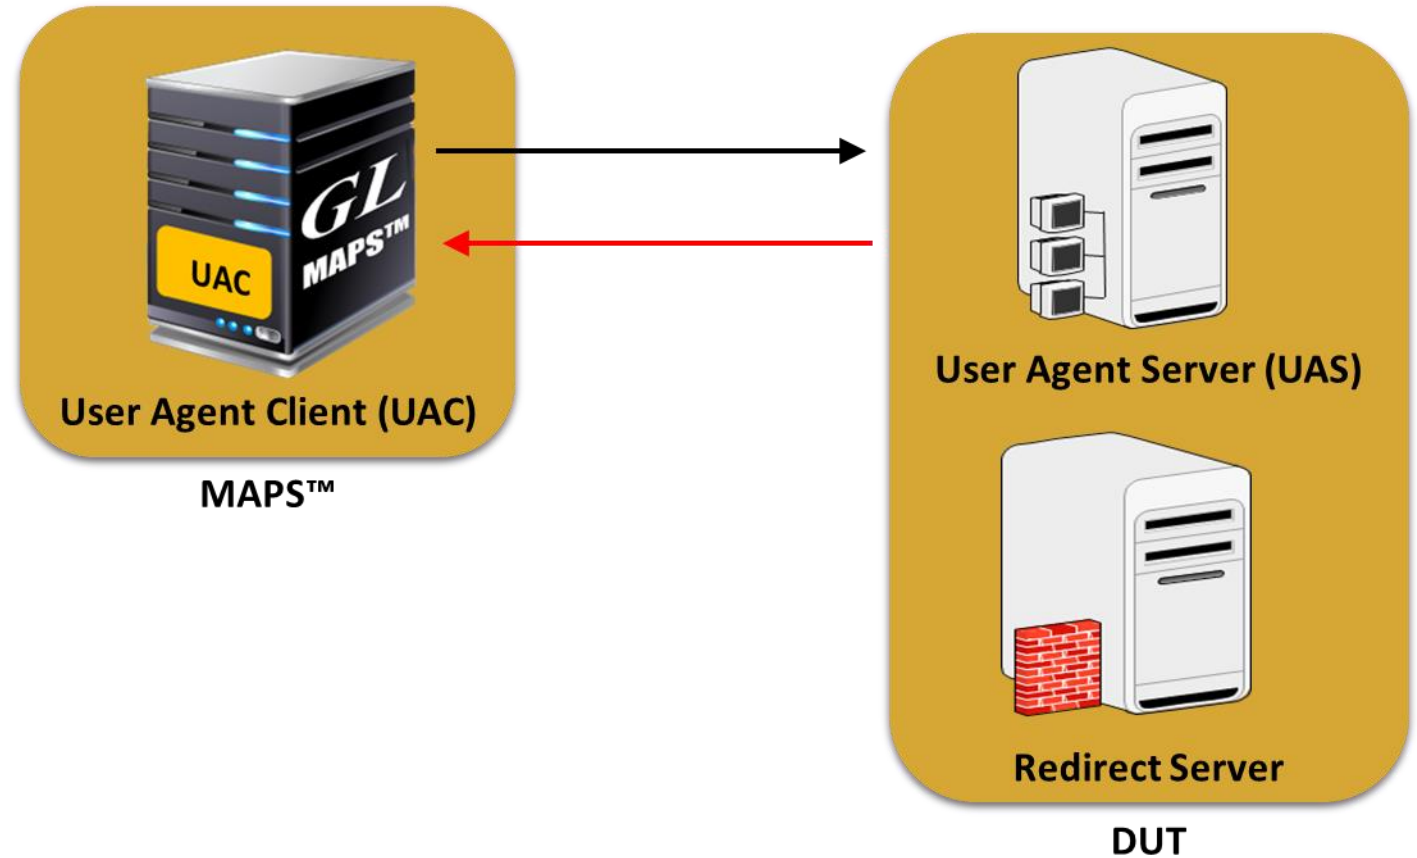 GL
MAPS™
UAC
User Agent Client (UAC)
MAPS™
User Agent Server (UAS)
Redirect Server
DUT